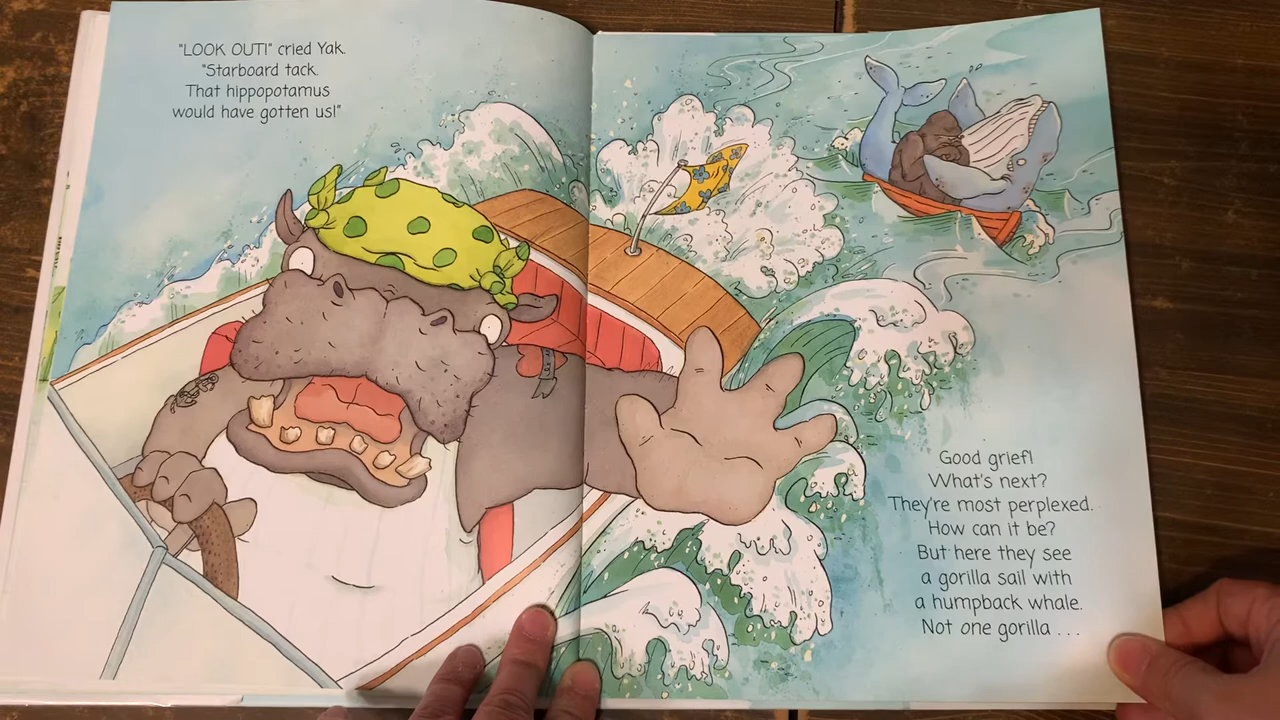 "LOOK OUT!" cried Yak.
"Starboard tack.
That hippopotamus
would have gotten us!"
Good grief!
What's next?
They're most perplexed.
How can it be?
But here they see
a gorilla sail with
a humpback whale.
Not one gorilla . . .